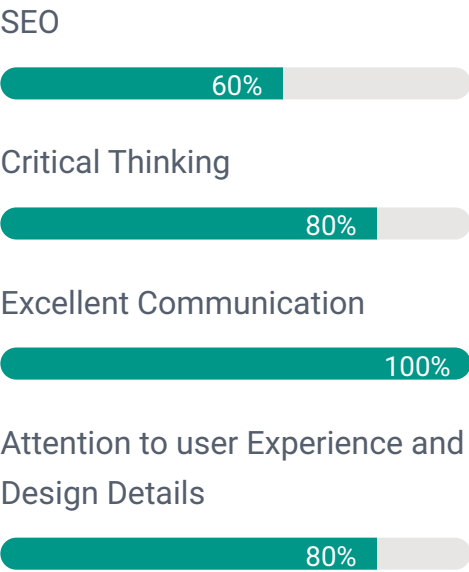 SEO
60%
Critical Thinking
80%
Excellent Communication
100%
Attention to user Experience and
Design Details
80%